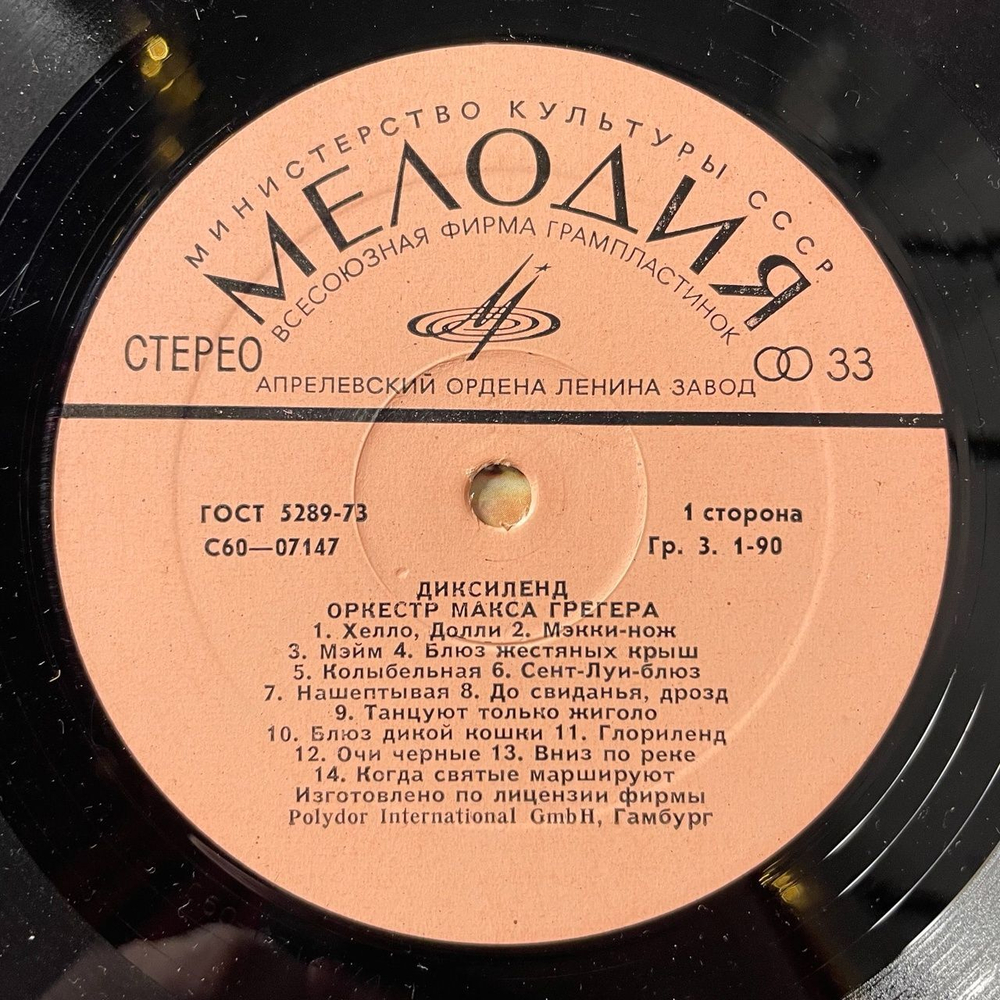 МИНИСТЕРСТВО КУЛЬТУРЫ СССР
МЕЛОДИЯ
ВСЕСОЮЗНАЯ ФИРМА ГРАМПЛАСТИНОК
СТЕРЕО
33
АПРЕЛЕВСКИЙ ОРДЕНА ЛЕНИНА ЗАВОД
ГОСТ 5289-73
1 сторона
С60—07147
Гр. 3. 1-90
ДИКСИЛЕНД
ОРКЕСТР МАКСА ГРЕГЕРА
1. Хелло, Долли 2. Мэкки-нож
3. Мэйм 4. Блюз жестяных крыш
5. Колыбельная 6. Сент-Луи-блюз
7. Нашептывая 8. До свиданья, дрозд
9. Танцуют только жиголо
10. Блюз дикой кошки 11. Глориленд
12. Очи черные 13. Вниз по реке
14. Когда святые маршируют
Изготовлено по лицензии фирмы
Polydor International GmbH, Гамбург